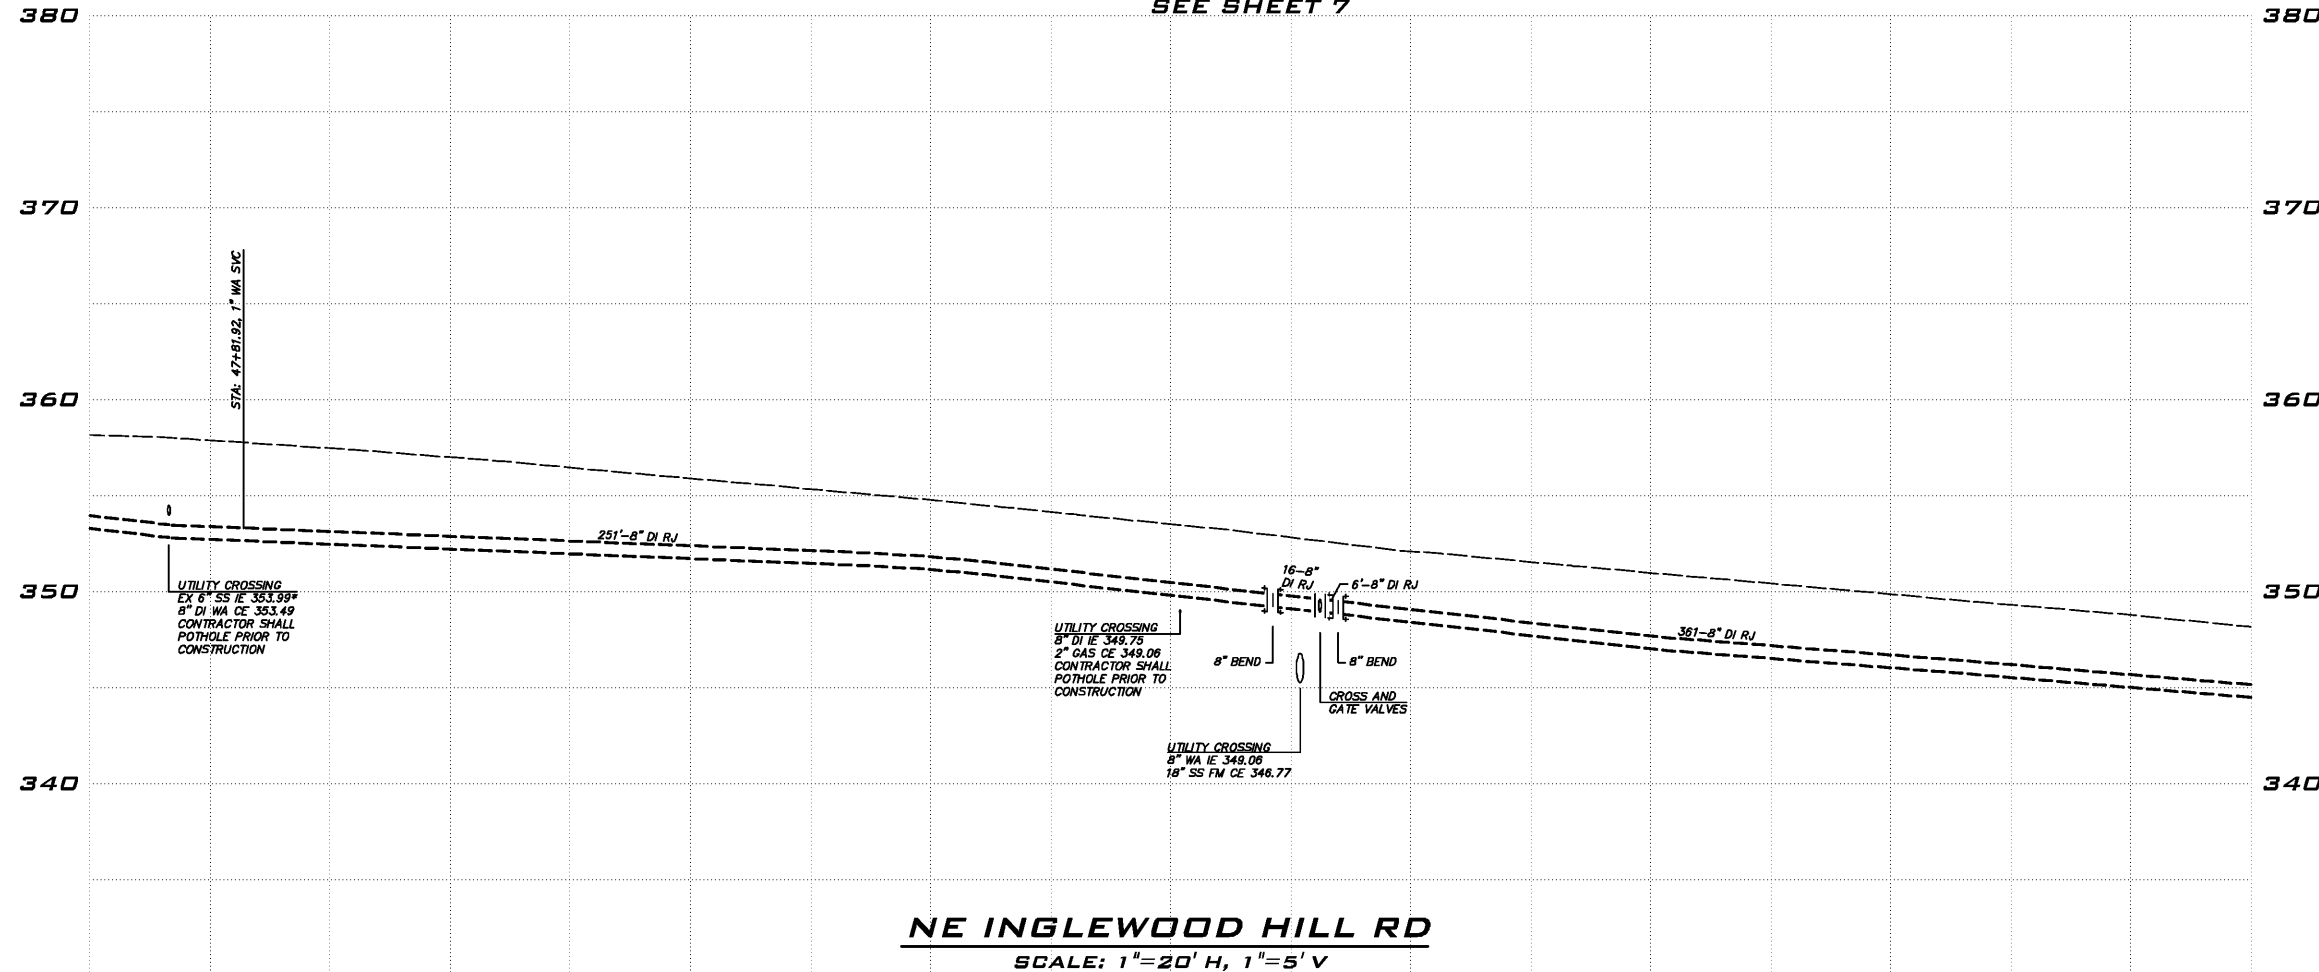 SEE SHEET 7
380
380
370
370
STA: 47+81.92, 1" WA SVC
360
360
251'-8" DI RJ
350
350
UTILITY CROSSING
EX 6" SS IE 353.99*
8" DI WA CE 353.49
CONTRACTOR SHALL
POTHOLE PRIOR TO
CONSTRUCTION
16-8"
DI RJ
6'-8" DI RJ
UTILITY CROSSING
8" DI IE 349.75
2" GAS CE 349.06
CONTRACTOR SHALL
POTHOLE PRIOR TO
CONSTRUCTION
8" BEND
8" BEND
361-8" DI RJ
CROSS AND
GATE VALVES
UTILITY CROSSING
8" WA IE 349.06
18" SS FM CE 346.77
340
340
NE INGLEWOOD HILL RD
SCALE: 1"=20' H, 1"=5' V